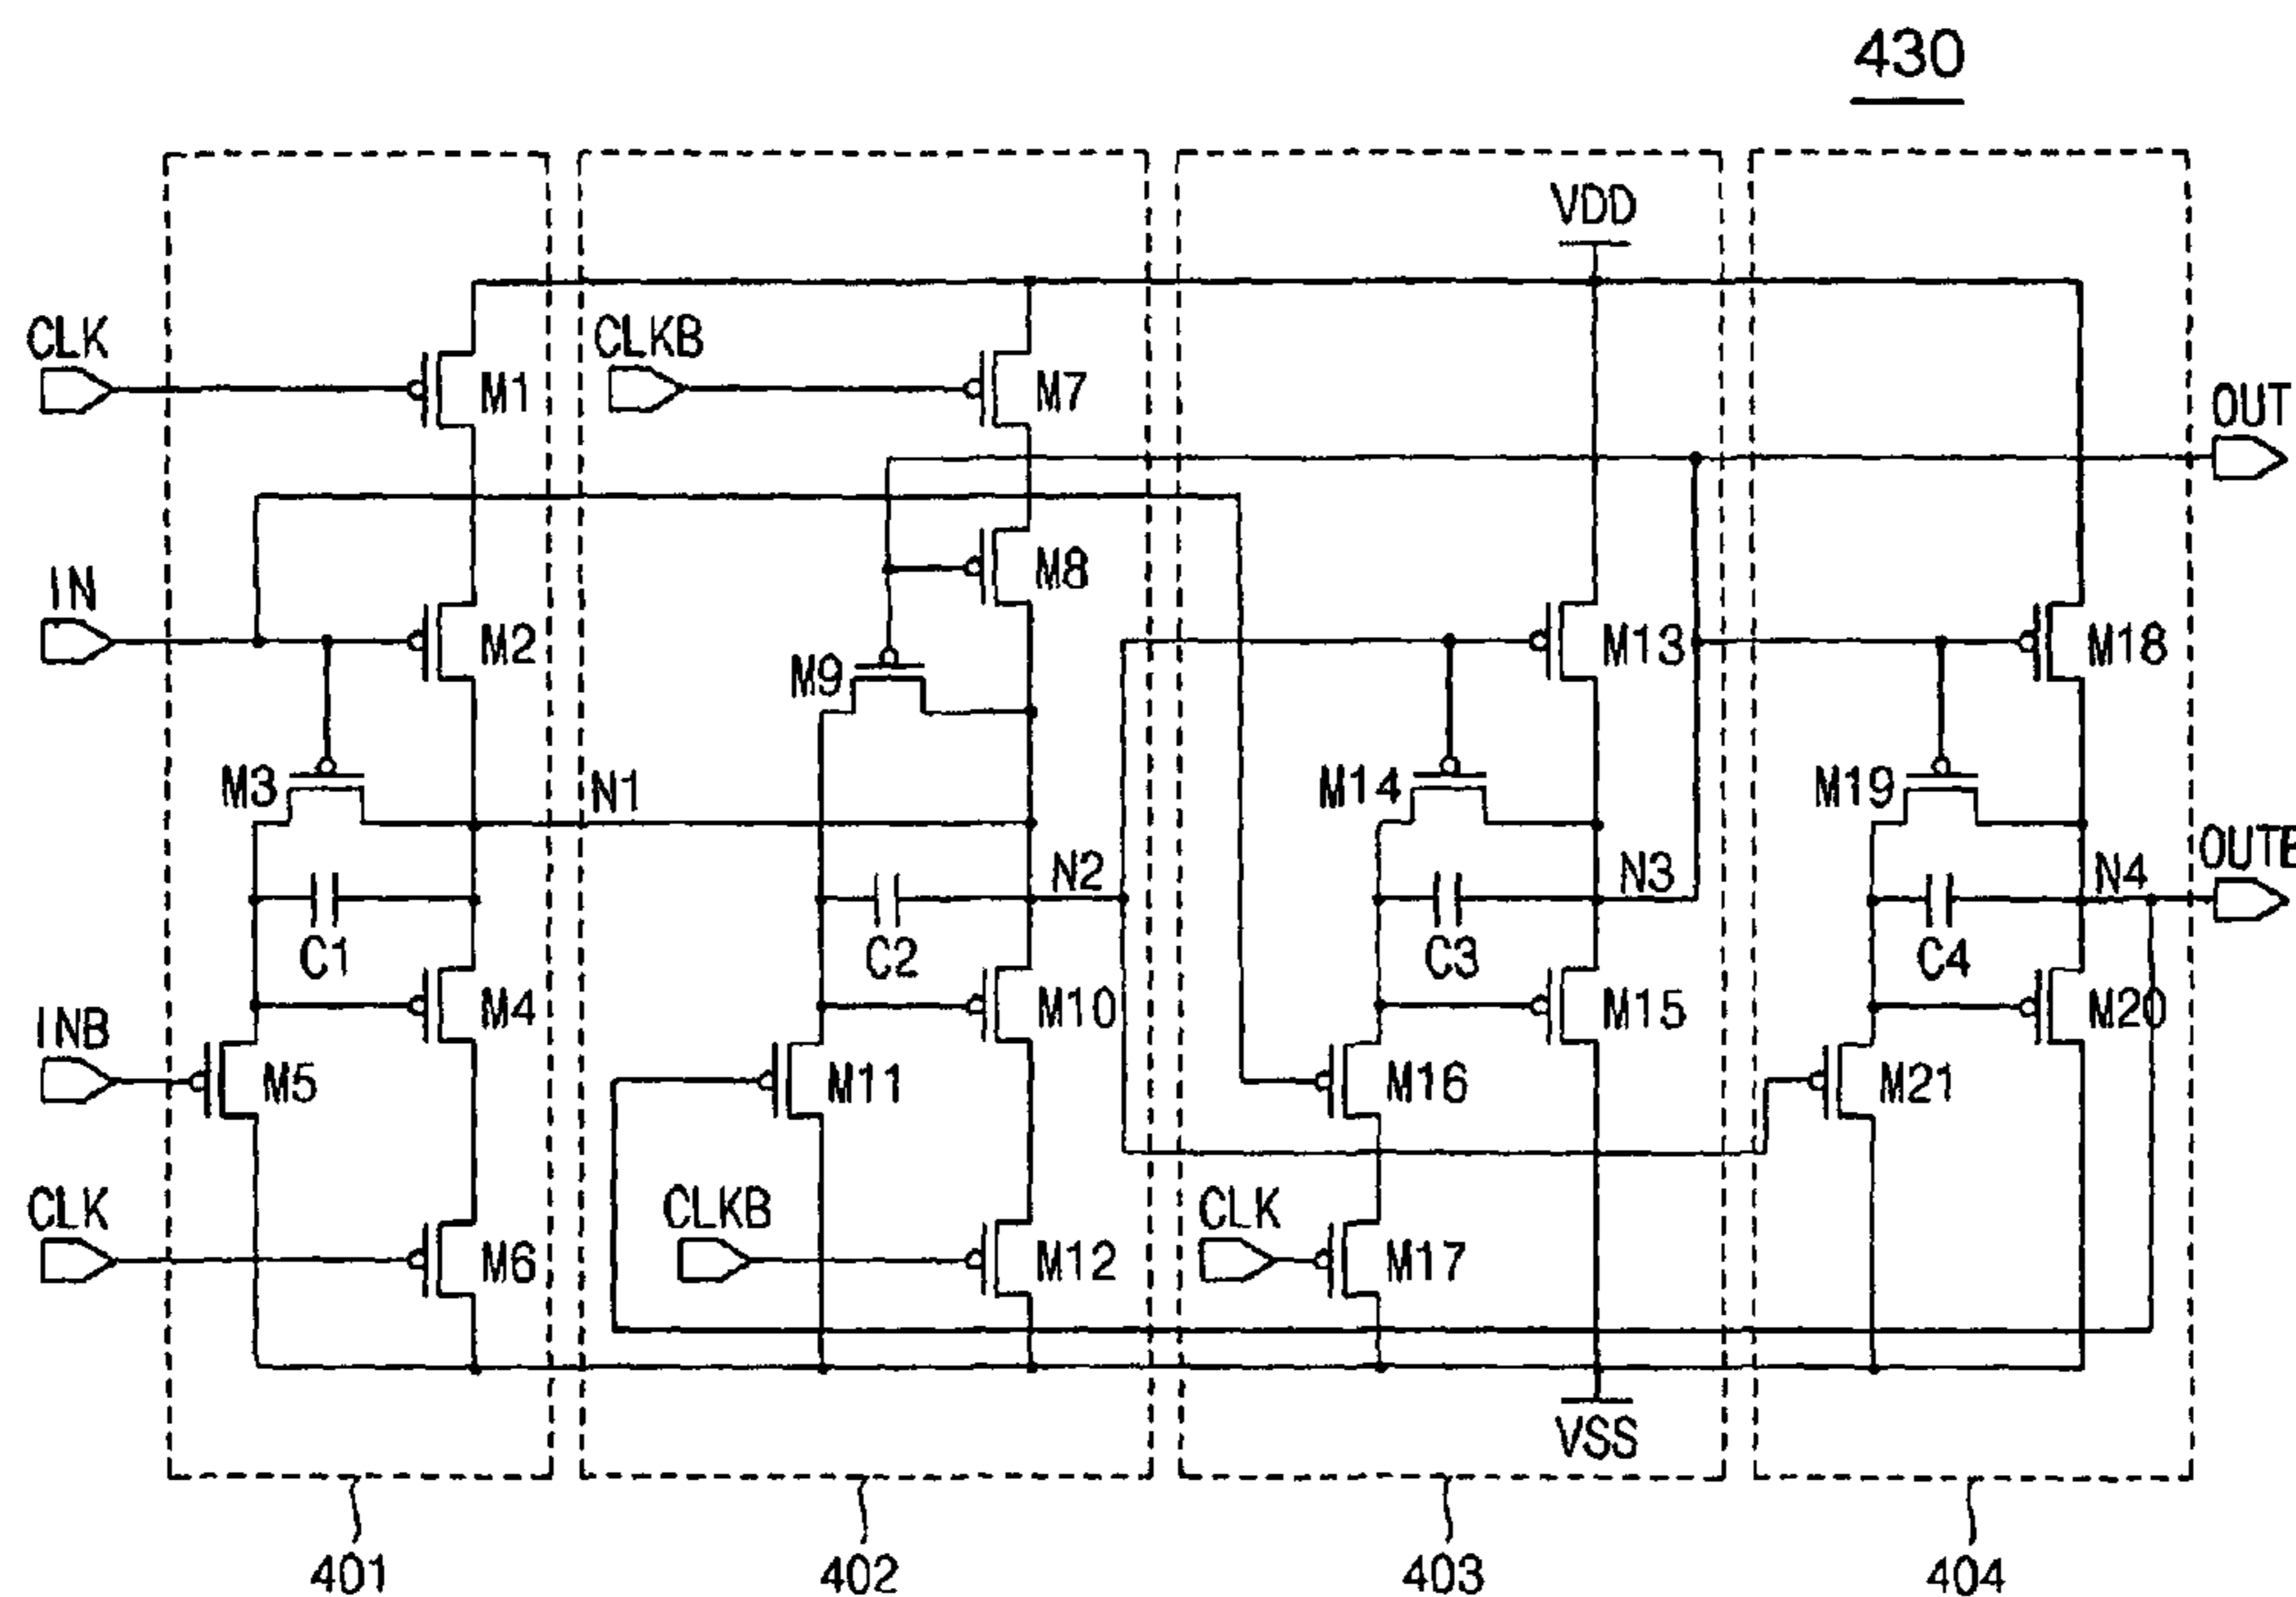 430
VDD
CLK
M1
CLKB
M7
OUT
IN
M2
M8
M13
M18
M9
M3
N1
M14
M19
N2
N3
N4
OUTB
C1
C2
C3
C4
INB
M4
M10
M15
M20
M5
M11
M16
M21
CLK
M6
CLKB
M12
CLK
M17
VSS
401
402
403
404